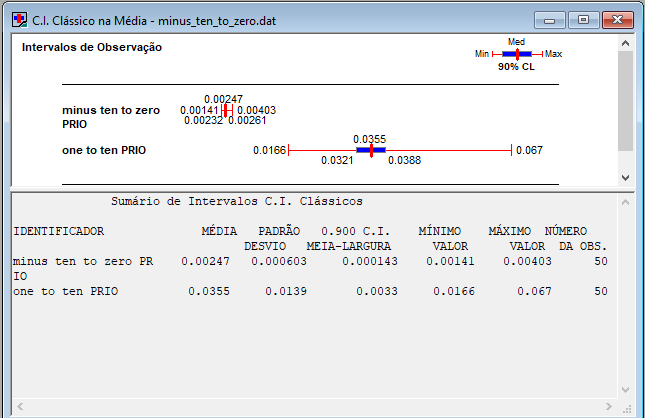 C.I. Clássico na Média - minus_ten_to_zero.dat
Intervalos de Observação
Med
Min Max
90% CL
0.00247
minus ten to zero 0.00141 0.00403
PRIO 0.00232 0.00261
0.0355
one to ten PRIO 0.0166 0.067
0.0321 0.0388
Sumário de Intervalos C.I. Clássicos
IDENTIFICADOR MÉDIA PADRÃO 0.900 C.I. MÍNIMO MÁXIMO NÚMERO
DESVIO MEIA-LARGURA VALOR VALOR DA OBS.
minus ten to zero PR 0.00247 0.000603 0.000143 0.00141 0.00403 50
IO
one to ten PRIO 0.0355 0.0139 0.0033 0.0166 0.067 50